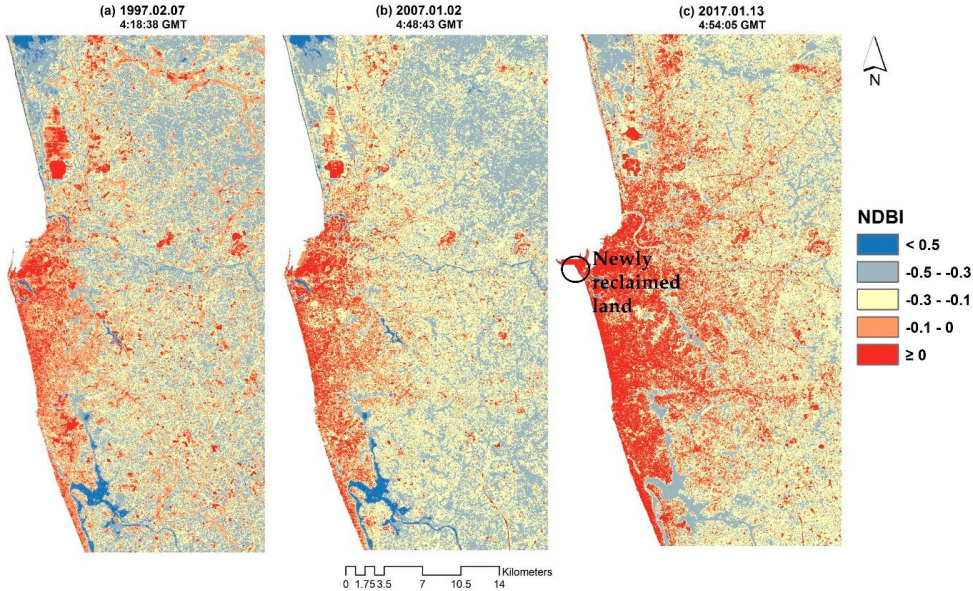 (a) 1997.02.07
4:18:38 GMT
(b) 2007.01.02
4:48:43 GMT
(c) 2017.01.13
4:54:05 GMT
N
Newly
reclaimed
land
NDBI
< 0.5
-0.5 - -0.3
-0.3 - -0.1
-0.1 - 0
≥ 0
Kilometers
0 1.75 3.5 7 10.5 14